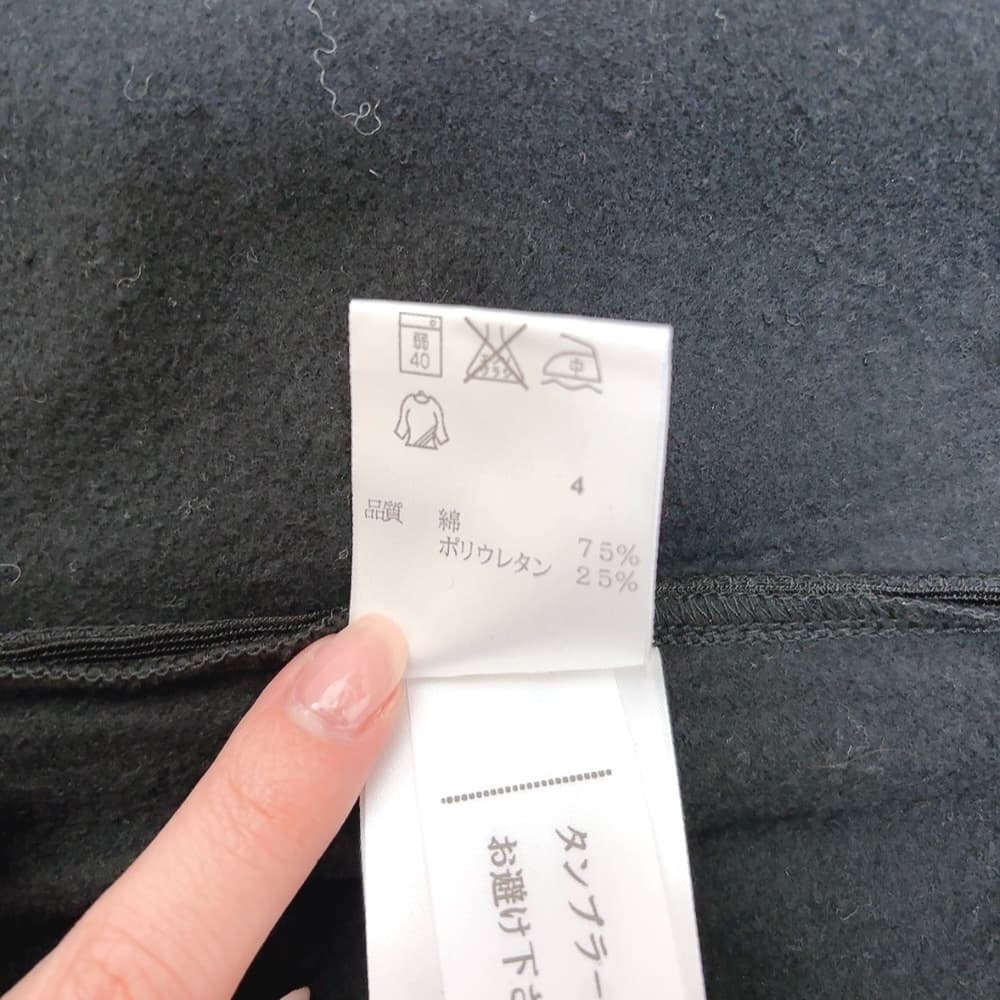 弱
40
中
4
品質 綿 75%
ポリウレタン 25%
タンブラー
お避け下さ